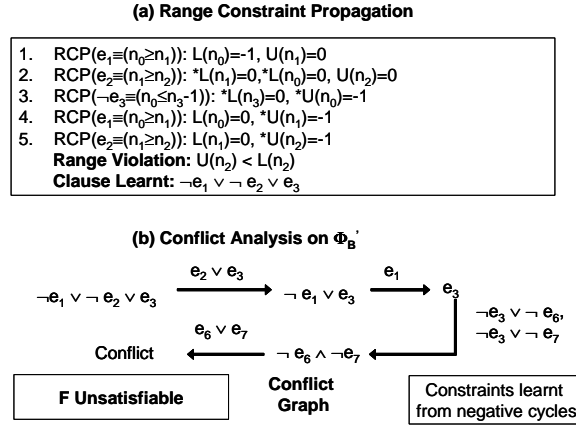 (a) Range Constraint Propagation
1. RCP(e₁≡(n₀≥n₁)): L(n₀)=-1, U(n₁)=0
2. RCP(e₂≡(n₁≥n₂)): *L(n₁)=0,*L(n₀)=0, U(n₂)=0
3. RCP(¬e₃≡(n₀≤n₃-1)): *L(n₃)=0, *U(n₀)=-1
4. RCP(e₁≡(n₀≥n₁)): L(n₀)=0, *U(n₁)=-1
5. RCP(e₂≡(n₁≥n₂)): L(n₁)=0, *U(n₂)=-1
Range Violation: U(n₂) < L(n₂)
Clause Learnt: ¬e₁ ∨ ¬ e₂ ∨ e₃
(b) Conflict Analysis on Φ_B'
e₂ ∨ e₃
e₁
¬e₁ ∨ ¬ e₂ ∨ e₃
¬ e₁ ∨ e₃
e₃
¬e₃ ∨ ¬ e₆,
¬e₃ ∨ ¬ e₇
e₆ ∨ e₇
Conflict
¬ e₆ ∧ ¬e₇
F Unsatisfiable
Conflict
Graph
Constraints learnt
from negative cycles